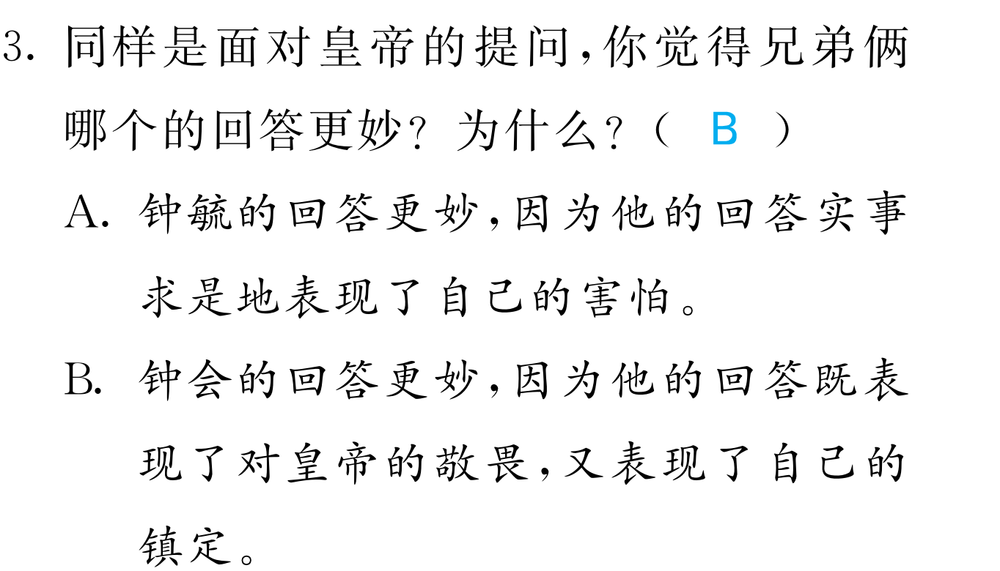 3. 同样是面对皇帝的提问,你觉得兄弟俩
哪个的回答更妙? 为什么?( B )
A. 钟毓的回答更妙,因为他的回答实事
求是地表现了自己的害怕。
B. 钟会的回答更妙,因为他的回答既表
现了对皇帝的敬畏,又表现了自己的
镇定。